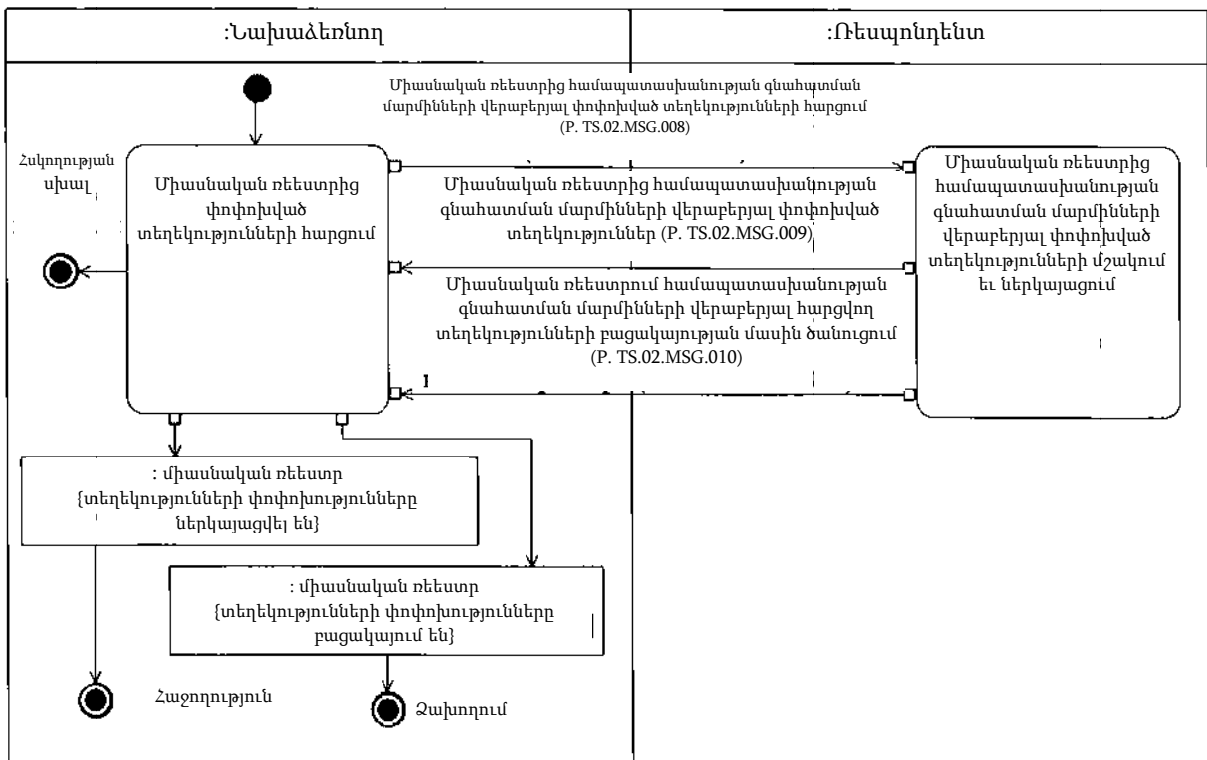 :Նախաձեռնող
:Ռեսպոնդենտ
Միասնական ռեեստրից համապատասխանության գնահատման
մարմինների վերաբերյալ փոփոխված տեղեկությունների հարցում
(P. TS.02.MSG.008)
Հսկողության
սխալ
Միասնական ռեեստրից
փոփոխված
տեղեկությունների հարցում
Միասնական ռեեստրից համապատասխանության
գնահատման մարմինների վերաբերյալ փոփոխված
տեղեկություններ (P. TS.02.MSG.009)
Միասնական ռեեստրից
համապատասխանության
գնահատման մարմինների
վերաբերյալ փոփոխված
տեղեկությունների մշակում
եւ ներկայացում
Միասնական ռեեստրում համապատասխանության
գնահատման մարմինների վերաբերյալ հարցվող
տեղեկությունների բացակայության մասին ծանուցում
(P. TS.02.MSG.010)
1
: միասնական ռեեստր
{տեղեկությունների փոփոխությունները
ներկայացվել են}
: միասնական ռեեստր
{տեղեկությունների փոփոխությունները
բացակայում են}
Հաջողություն
Ձախողում